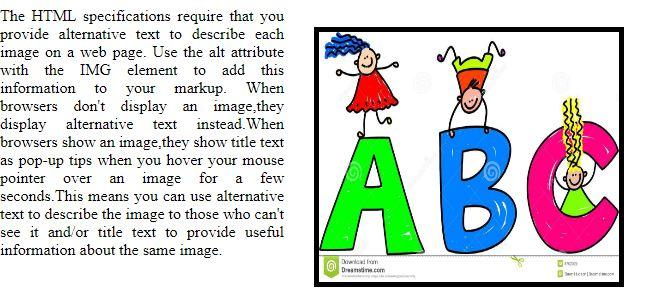 The HTML specifications require that you
provide alternative text to describe each
image on a web page. Use the alt attribute
with the IMG element to add this
information to your markup. When
browsers don't display an image,they
display alternative text instead.When
browsers show an image,they show title text
as pop-up tips when you hover your mouse
pointer over an image for a few
seconds.This means you can use alternative
text to describe the image to those who can't
see it and/or title text to provide useful
information about the same image.
ABC
Download from
Dreamstime.com